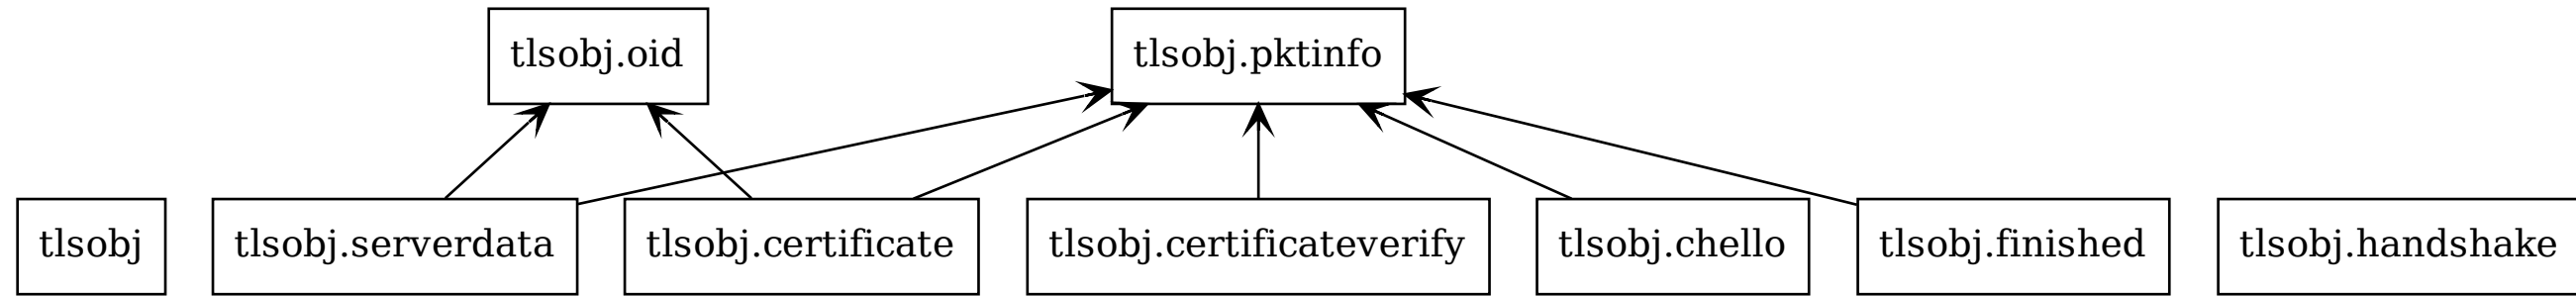 tlsobj.oid
tlsobj.pktinfo
tlsobj
tlsobj.serverdata
tlsobj.certificate
tlsobj.certificateverify
tlsobj.chello
tlsobj.finished
tlsobj.handshake